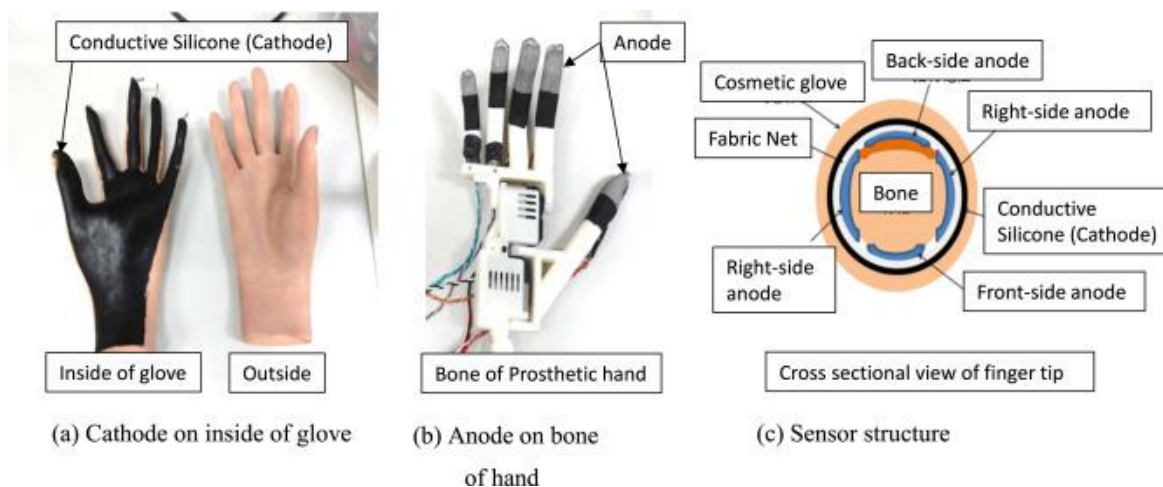 Conductive Silicone (Cathode)
Inside of glove
Outside
(a) Cathode on inside of glove
Anode
Bone of Prosthetic hand
(b) Anode on bone
of hand
Back-side anode
Cosmetic glove
Right-side anode
Fabric Net
Bone
Conductive
Silicone (Cathode)
Right-side
anode
Front-side anode
Cross sectional view of finger tip
(c) Sensor structure